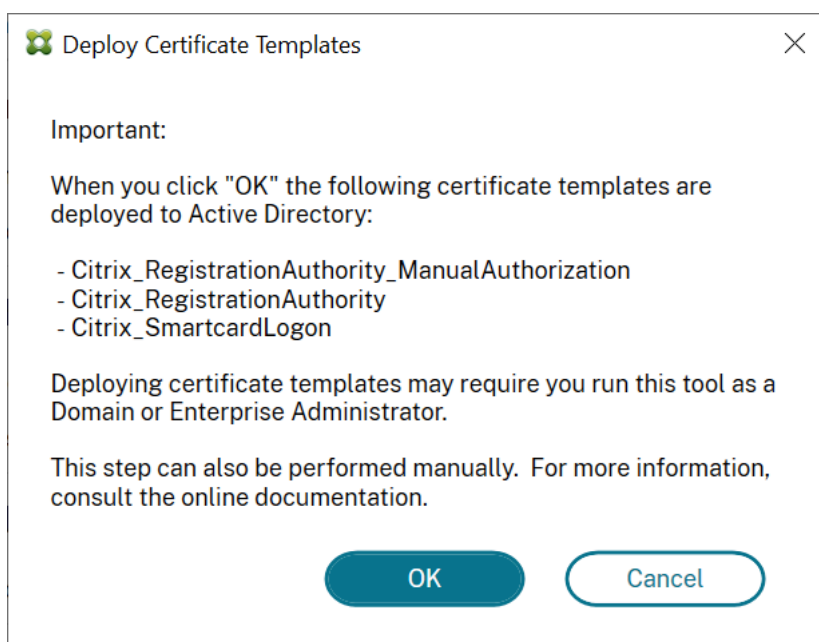 Deploy Certificate Templates
Important:
When you click "OK" the following certificate templates are
deployed to Active Directory:
- Citrix_RegistrationAuthority_ManualAuthorization
- Citrix_RegistrationAuthority
- Citrix_SmartcardLogon
Deploying certificate templates may require you run this tool as a
Domain or Enterprise Administrator.
This step can also be performed manually.  For more information,
consult the online documentation.
OK
Cancel